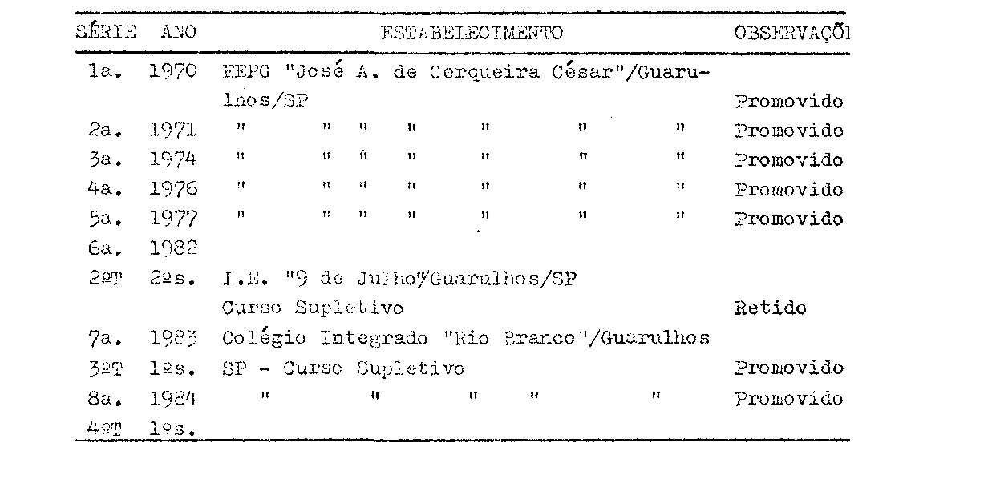 SÉRIE ANO ESTABELECIMENTO OBSERVAÇÕ
1a. 1970 EEPG "José A. de Cerqueira César"/Guaru-
lhos/SP Promovido
2a. 1971 " " " " " " " Promovido
3a. 1974 " " " " " " " Promovido
4a. 1976 " " " " " " " Promovido
5a. 1977 " " " " " " " Promovido
6a. 1982
2ºT 2ºs. I.E. "9 de Julho"/Guarulhos/SP
Curso Supletivo Retido
7a. 1983 Colégio Integrado "Rio Branco"/Guarulhos
3ºT 1ºs. SP - Curso Supletivo Promovido
8a. 1984 " " " " " Promovido
4ºT 1ºs.